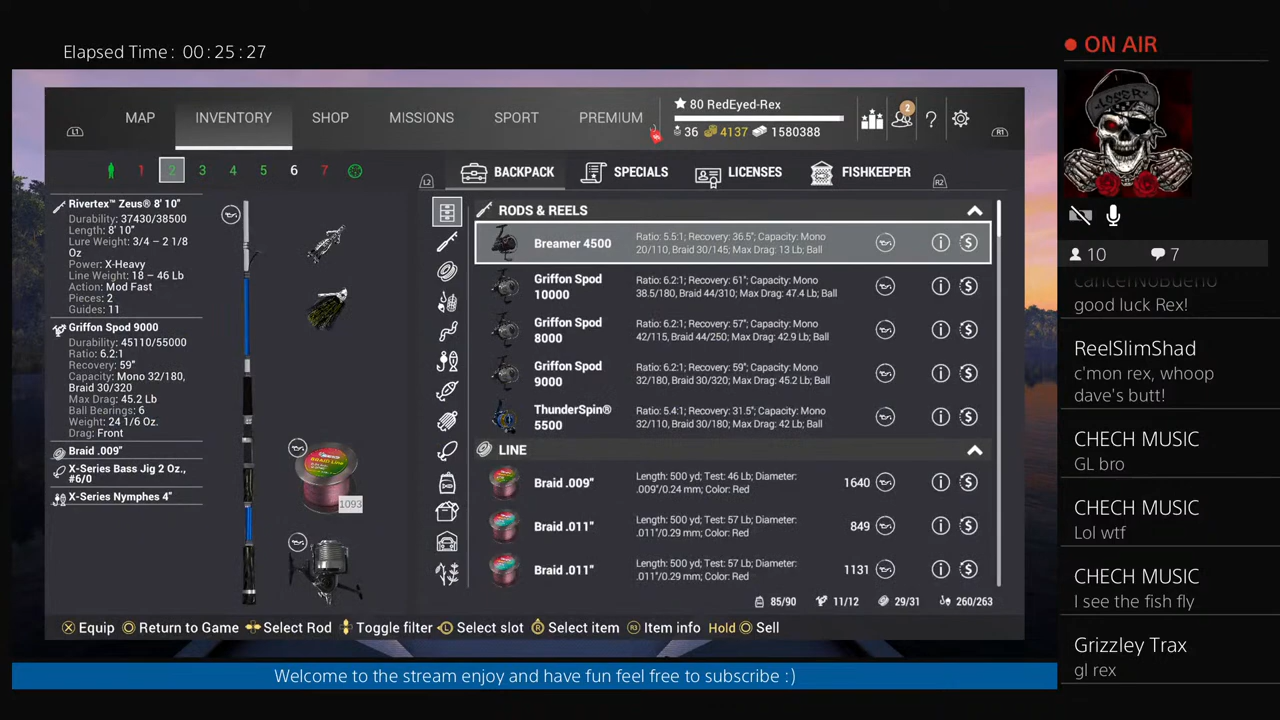 Elapsed Time: 00:25:27
ON AIR
LOSER
10
7
CancerNoBueno
good luck Rex!
ReelSlimShad
c'mon rex, whoop
dave's butt!
CHECH MUSIC
GL bro
CHECH MUSIC
Lol wtf
CHECH MUSIC
I see the fish fly
Grizzley Trax
gl rex
L1
MAP
INVENTORY
SHOP
MISSIONS
SPORT
PREMIUM
80 RedEyed-Rex
36 4137 1580388
2
?
R1
1 2 3 4 5 6 7
L2
BACKPACK
SPECIALS
LICENSES
FISHKEEPER
R2
Rivertex™ Zeus® 8' 10"
Durability: 37430/38500
Length: 8' 10"
Lure Weight: 3/4 – 2 1/8
Oz
Power: X-Heavy
Line Weight: 18 – 46 Lb
Action: Mod Fast
Pieces: 2
Guides: 11
Griffon Spod 9000
Durability: 45110/55000
Ratio: 6.2:1
Recovery: 59"
Capacity: Mono 32/180,
Braid 30/320
Max Drag: 45.2 Lb
Ball Bearings: 6
Weight: 24 1/6 Oz.
Drag: Front
Braid .009"
X-Series Bass Jig 2 Oz.,
#6/0
X-Series Nymphes 4"
BRAID LINE
1093
RODS & REELS
Breamer 4500
Ratio: 5.5:1; Recovery: 36.5"; Capacity: Mono
20/110, Braid 30/145; Max Drag: 13 Lb; Ball
Griffon Spod
10000
Ratio: 6.2:1; Recovery: 61"; Capacity: Mono
38.5/180, Braid 44/310; Max Drag: 47.4 Lb; Ball
Griffon Spod
8000
Ratio: 6.2:1; Recovery: 57"; Capacity: Mono
42/115, Braid 44/250; Max Drag: 42.9 Lb; Ball
Griffon Spod
9000
Ratio: 6.2:1; Recovery: 59"; Capacity: Mono
32/180, Braid 30/320; Max Drag: 45.2 Lb; Ball
ThunderSpin®
5500
Ratio: 5.4:1; Recovery: 31.5"; Capacity: Mono
32/110, Braid 30/180; Max Drag: 42 Lb; Ball
LINE
Braid .009"
Length: 500 yd; Test: 46 Lb; Diameter:
.009"/0.24 mm; Color: Red
1640
Braid .011"
Length: 500 yd; Test: 57 Lb; Diameter:
.011"/0.29 mm; Color: Red
849
Braid .011"
Length: 500 yd; Test: 57 Lb; Diameter:
.011"/0.29 mm; Color: Red
1131
85/90 11/12 29/31 260/263
Equip Return to Game Select Rod Toggle filter L Select slot R Select item R3 Item info Hold Sell
Welcome to the stream enjoy and have fun feel free to subscribe :)